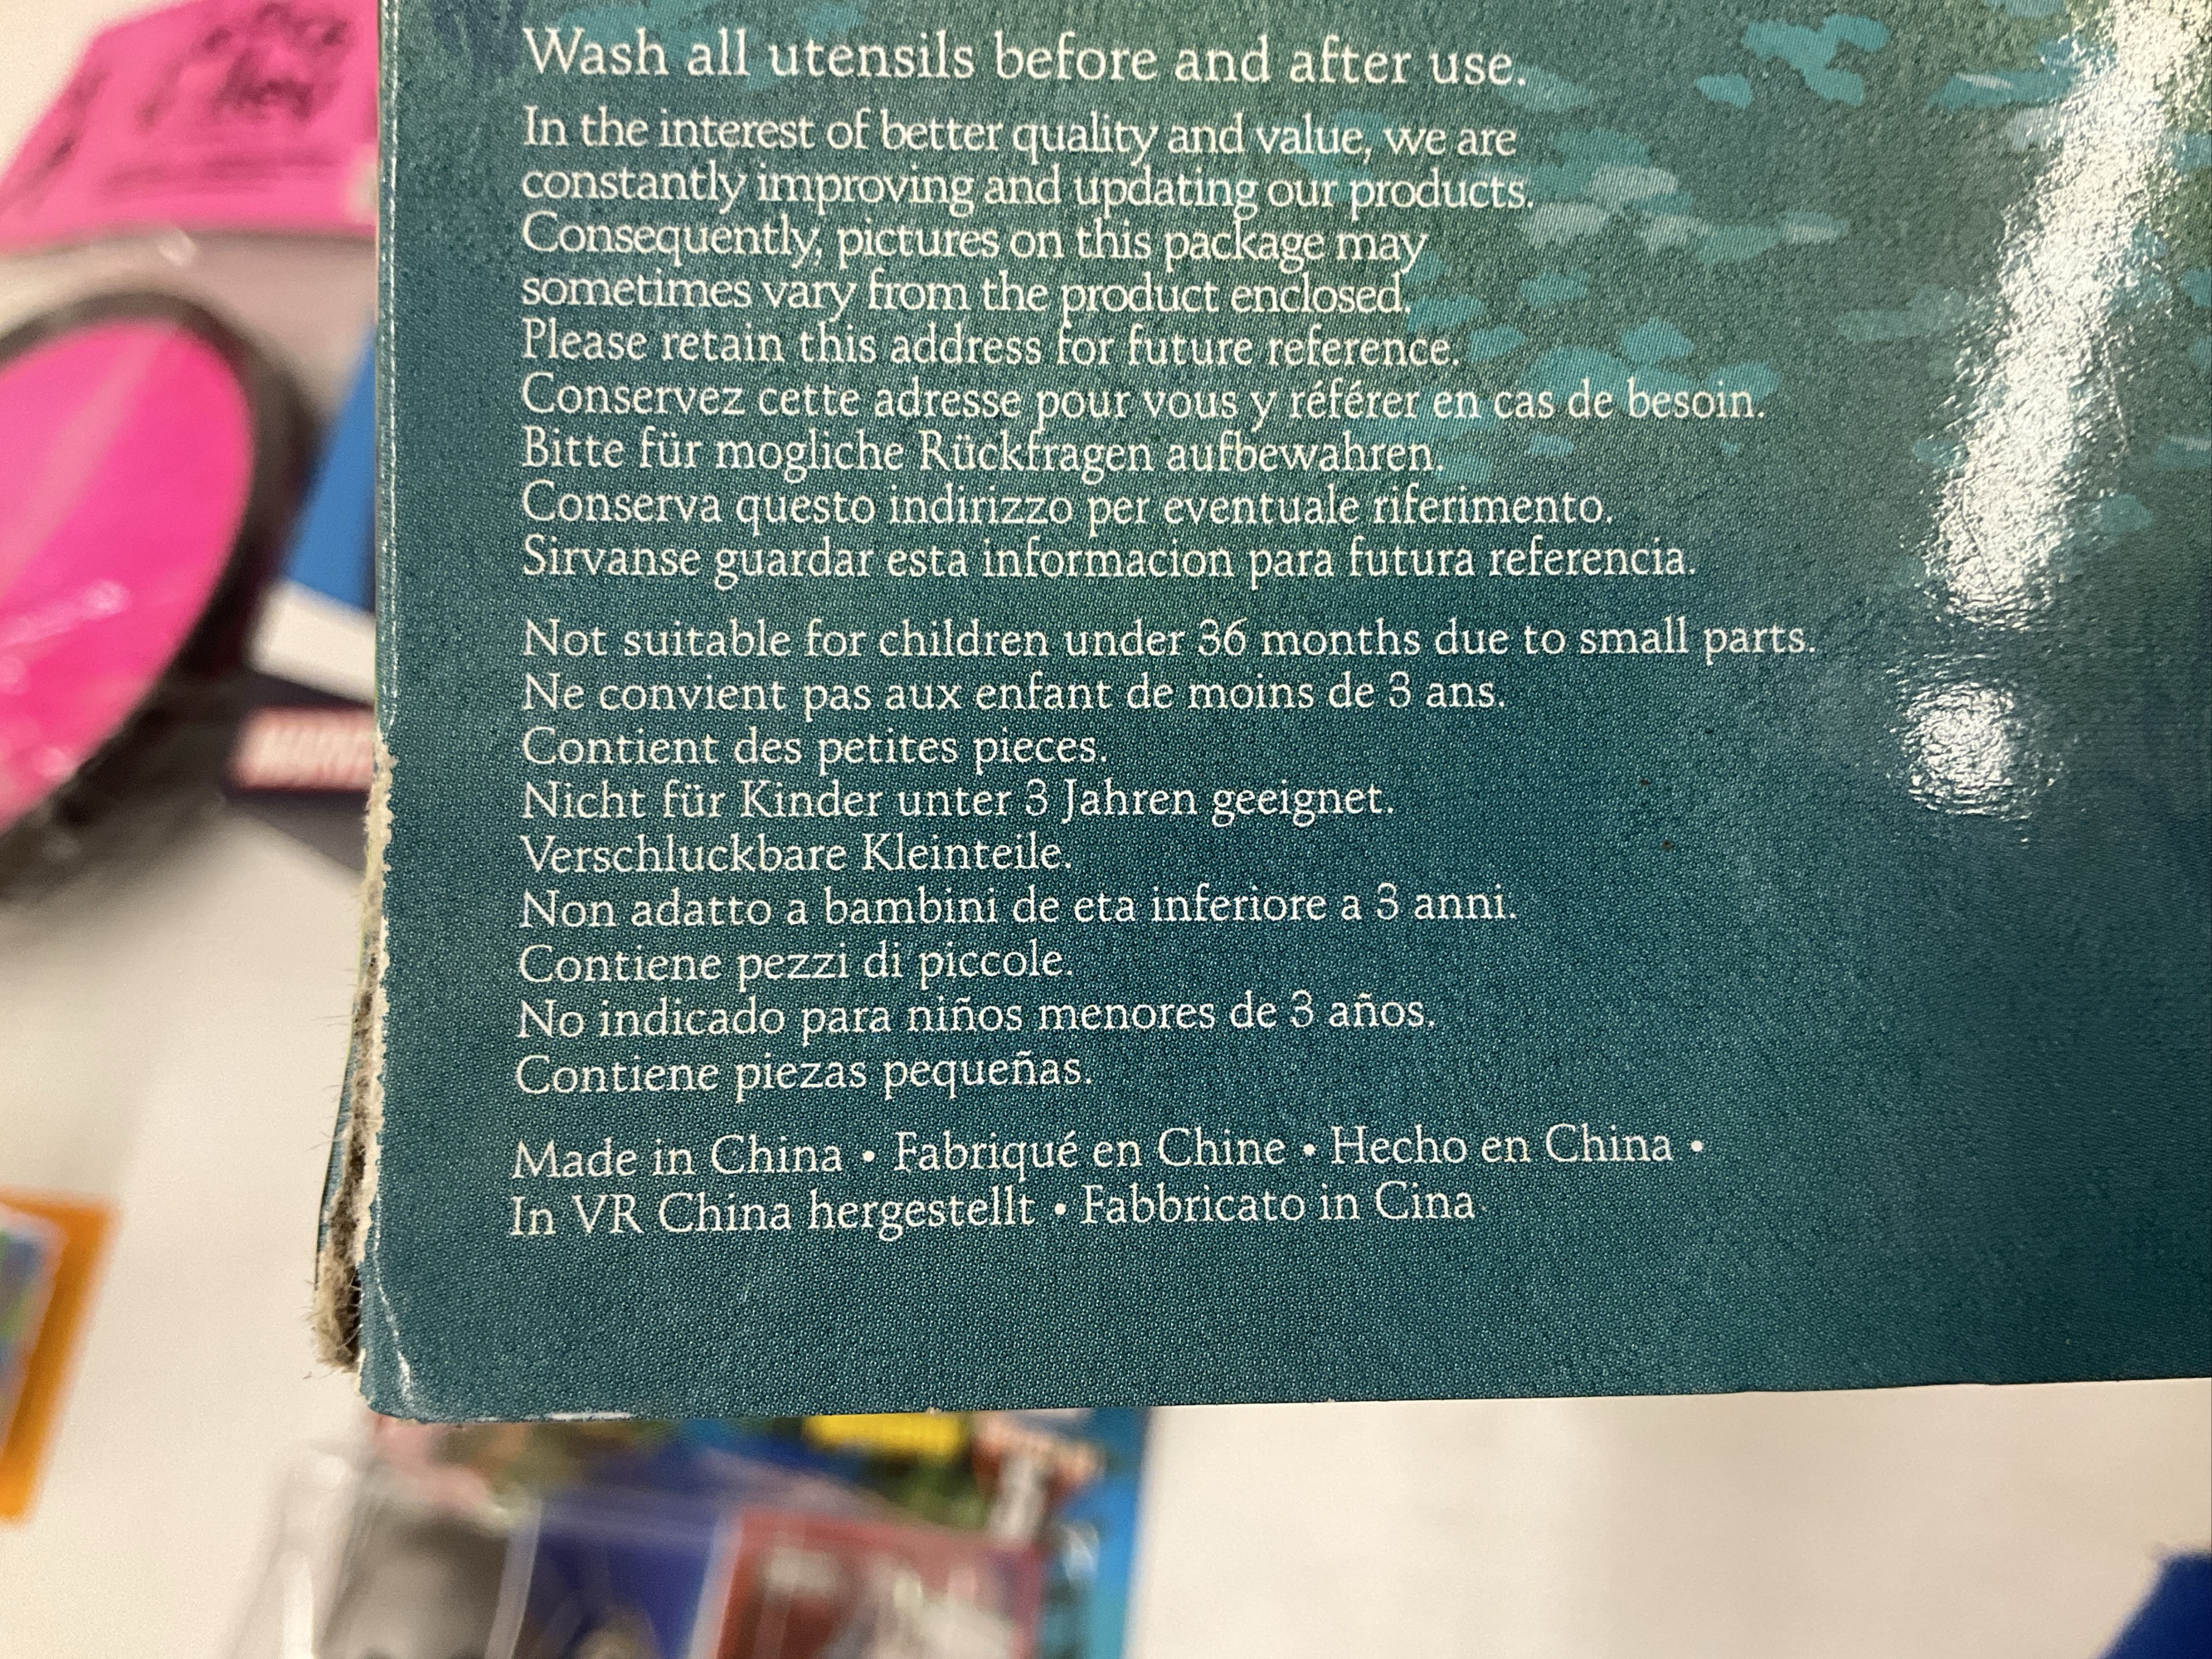 Wash all utensils before and after use.
In the interest of better quality and value, we are
constantly improving and updating our products.
Consequently, pictures on this package may
sometimes vary from the product enclosed.
Please retain this address for future reference.
Conservez cette adresse pour vous y référer en cas de besoin.
Bitte für mogliche Rückfragen aufbewahren.
Conserva questo indirizzo per eventuale riferimento.
Sirvanse guardar esta informacion para futura referencia.
Not suitable for children under 36 months due to small parts.
Ne convient pas aux enfant de moins de 3 ans.
Contient des petites pieces.
Nicht für Kinder unter 3 Jahren geeignet.
Verschluckbare Kleinteile.
Non adatto a bambini de eta inferiore a 3 anni.
Contiene pezzi di piccole.
No indicado para niños menores de 3 años.
Contiene piezas pequeñas.
Made in China • Fabriqué en Chine • Hecho en China •
In VR China hergestellt • Fabbricato in Cina